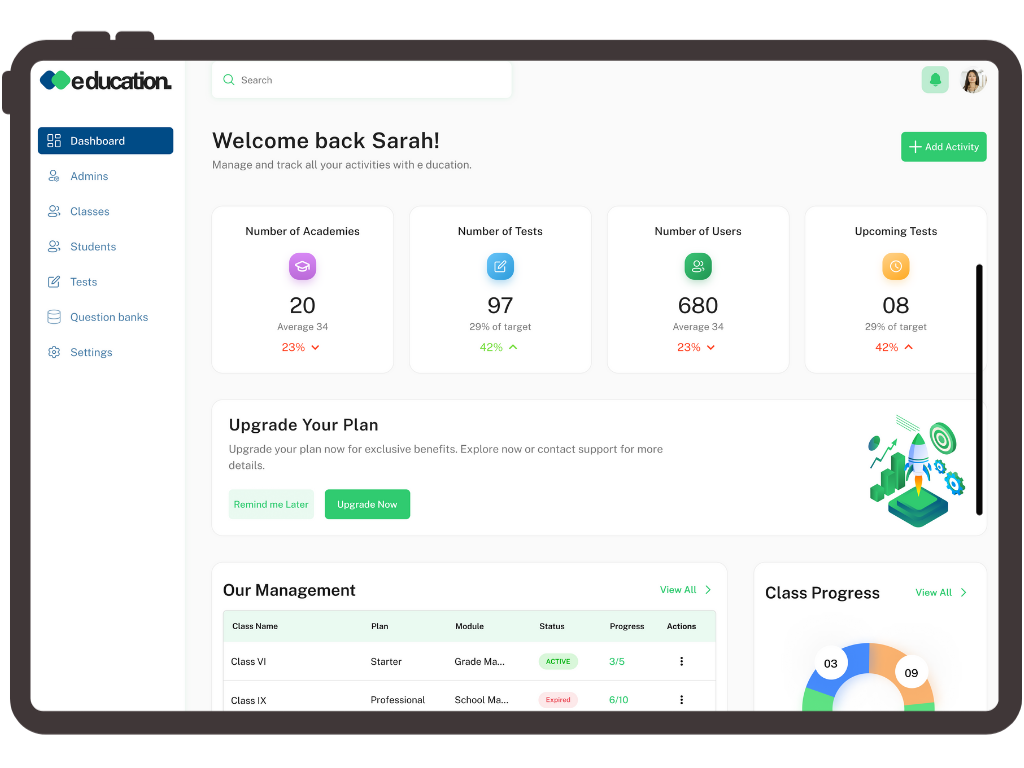 e ducation.
Search
Dashboard
Admins
Classes
Students
Tests
Question banks
Settings
Welcome back Sarah!
Manage and track all your activities with e ducation.
Add Activity
Number of Academies
20
Average 34
23%
Number of Tests
97
29% of target
42%
Number of Users
680
Average 34
23%
Upcoming Tests
08
29% of target
42%
Upgrade Your Plan
Upgrade your plan now for exclusive benefits. Explore now or contact support for more
details.
Remind me Later
Upgrade Now
Our Management
View All
Class Name Plan Module Status Progress Actions
Class VI Starter Grade Ma... ACTIVE 3/5
Class IX Professional School Ma... Expired 6/10
Class Progress
View All
03
09